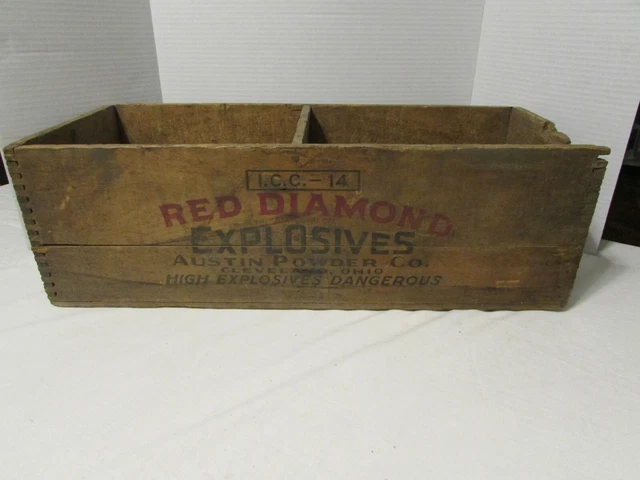 I.C.C.-14
RED DIAMOND
EXPLOSIVES
AUSTIN POWDER CO.
CLEVELAND, OHIO
HIGH EXPLOSIVES DANGEROUS